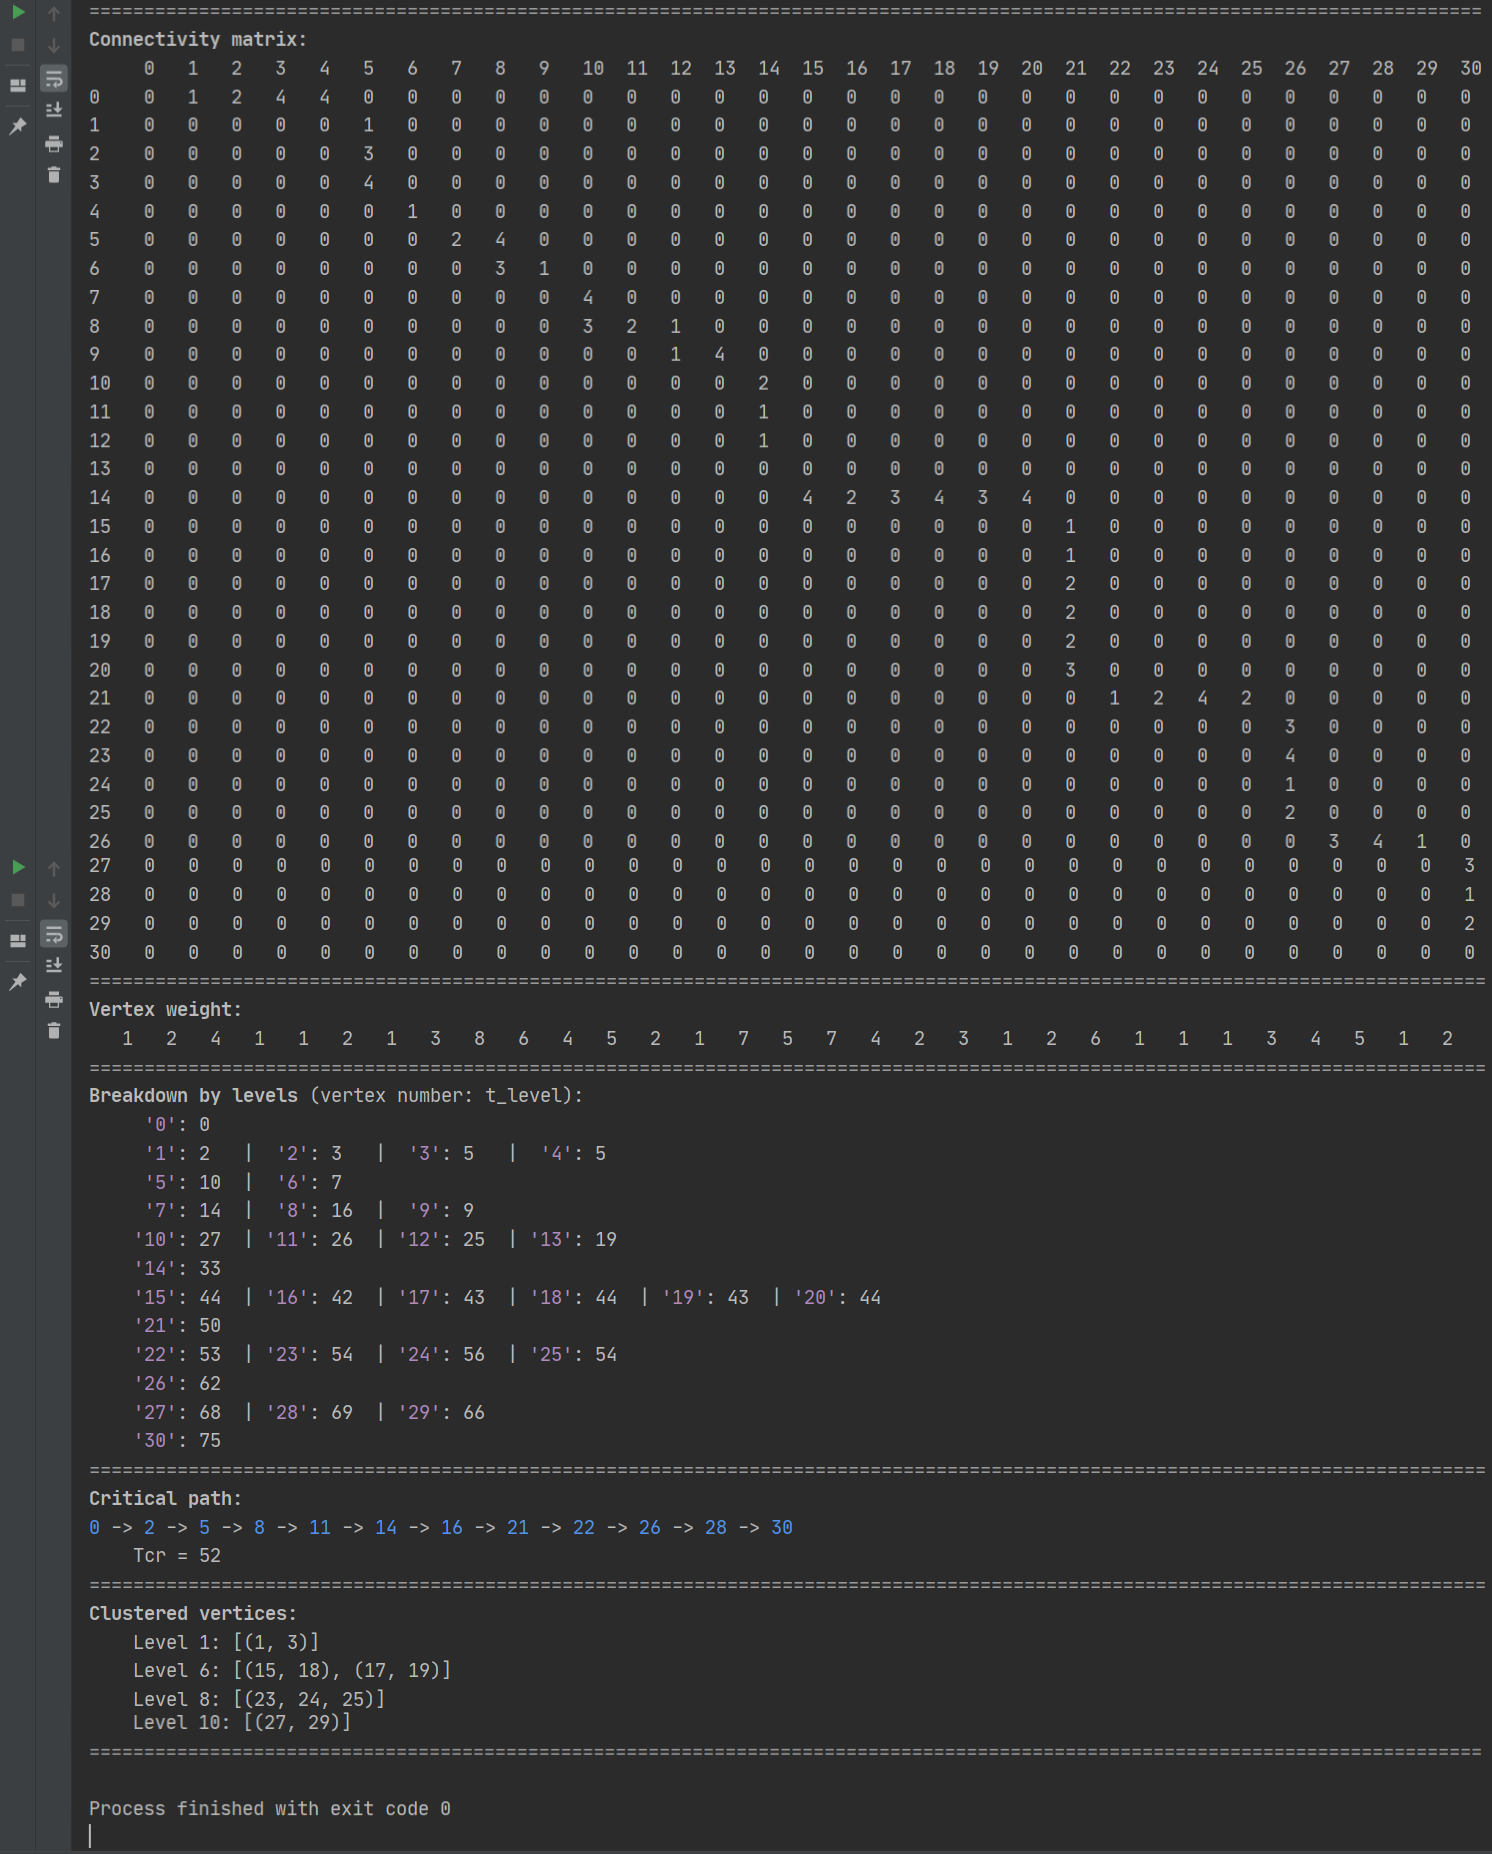 ===============================================================================================================================
Connectivity matrix:
     0   1   2   3   4   5   6   7   8   9   10  11  12  13  14  15  16  17  18  19  20  21  22  23  24  25  26  27  28  29  30
0    0   1   2   4   4   0   0   0   0   0   0   0   0   0   0   0   0   0   0   0   0   0   0   0   0   0   0   0   0   0   0
1    0   0   0   0   0   1   0   0   0   0   0   0   0   0   0   0   0   0   0   0   0   0   0   0   0   0   0   0   0   0   0
2    0   0   0   0   0   3   0   0   0   0   0   0   0   0   0   0   0   0   0   0   0   0   0   0   0   0   0   0   0   0   0
3    0   0   0   0   0   4   0   0   0   0   0   0   0   0   0   0   0   0   0   0   0   0   0   0   0   0   0   0   0   0   0
4    0   0   0   0   0   0   1   0   0   0   0   0   0   0   0   0   0   0   0   0   0   0   0   0   0   0   0   0   0   0   0
5    0   0   0   0   0   0   0   2   4   0   0   0   0   0   0   0   0   0   0   0   0   0   0   0   0   0   0   0   0   0   0
6    0   0   0   0   0   0   0   0   3   1   0   0   0   0   0   0   0   0   0   0   0   0   0   0   0   0   0   0   0   0   0
7    0   0   0   0   0   0   0   0   0   0   4   0   0   0   0   0   0   0   0   0   0   0   0   0   0   0   0   0   0   0   0
8    0   0   0   0   0   0   0   0   0   0   3   2   1   0   0   0   0   0   0   0   0   0   0   0   0   0   0   0   0   0   0
9    0   0   0   0   0   0   0   0   0   0   0   0   1   4   0   0   0   0   0   0   0   0   0   0   0   0   0   0   0   0   0
10   0   0   0   0   0   0   0   0   0   0   0   0   0   0   2   0   0   0   0   0   0   0   0   0   0   0   0   0   0   0   0
11   0   0   0   0   0   0   0   0   0   0   0   0   0   0   1   0   0   0   0   0   0   0   0   0   0   0   0   0   0   0   0
12   0   0   0   0   0   0   0   0   0   0   0   0   0   0   1   0   0   0   0   0   0   0   0   0   0   0   0   0   0   0   0
13   0   0   0   0   0   0   0   0   0   0   0   0   0   0   0   0   0   0   0   0   0   0   0   0   0   0   0   0   0   0   0
14   0   0   0   0   0   0   0   0   0   0   0   0   0   0   0   4   2   3   4   3   4   0   0   0   0   0   0   0   0   0   0
15   0   0   0   0   0   0   0   0   0   0   0   0   0   0   0   0   0   0   0   0   0   1   0   0   0   0   0   0   0   0   0
16   0   0   0   0   0   0   0   0   0   0   0   0   0   0   0   0   0   0   0   0   0   1   0   0   0   0   0   0   0   0   0
17   0   0   0   0   0   0   0   0   0   0   0   0   0   0   0   0   0   0   0   0   0   2   0   0   0   0   0   0   0   0   0
18   0   0   0   0   0   0   0   0   0   0   0   0   0   0   0   0   0   0   0   0   0   2   0   0   0   0   0   0   0   0   0
19   0   0   0   0   0   0   0   0   0   0   0   0   0   0   0   0   0   0   0   0   0   2   0   0   0   0   0   0   0   0   0
20   0   0   0   0   0   0   0   0   0   0   0   0   0   0   0   0   0   0   0   0   0   3   0   0   0   0   0   0   0   0   0
21   0   0   0   0   0   0   0   0   0   0   0   0   0   0   0   0   0   0   0   0   0   0   1   2   4   2   0   0   0   0   0
22   0   0   0   0   0   0   0   0   0   0   0   0   0   0   0   0   0   0   0   0   0   0   0   0   0   0   3   0   0   0   0
23   0   0   0   0   0   0   0   0   0   0   0   0   0   0   0   0   0   0   0   0   0   0   0   0   0   0   4   0   0   0   0
24   0   0   0   0   0   0   0   0   0   0   0   0   0   0   0   0   0   0   0   0   0   0   0   0   0   0   1   0   0   0   0
25   0   0   0   0   0   0   0   0   0   0   0   0   0   0   0   0   0   0   0   0   0   0   0   0   0   0   2   0   0   0   0
26   0   0   0   0   0   0   0   0   0   0   0   0   0   0   0   0   0   0   0   0   0   0   0   0   0   0   0   3   4   1   0
27   0   0   0   0   0   0   0   0   0   0   0   0   0   0   0   0   0   0   0   0   0   0   0   0   0   0   0   0   0   0   3
28   0   0   0   0   0   0   0   0   0   0   0   0   0   0   0   0   0   0   0   0   0   0   0   0   0   0   0   0   0   0   1
29   0   0   0   0   0   0   0   0   0   0   0   0   0   0   0   0   0   0   0   0   0   0   0   0   0   0   0   0   0   0   2
30   0   0   0   0   0   0   0   0   0   0   0   0   0   0   0   0   0   0   0   0   0   0   0   0   0   0   0   0   0   0   0
===============================================================================================================================
Vertex weight:
   1   2   4   1   1   2   1   3   8   6   4   5   2   1   7   5   7   4   2   3   1   2   6   1   1   1   3   4   5   1   2
===============================================================================================================================
Breakdown by levels (vertex number: t_level):
     '0': 0
     '1': 2   |  '2': 3   |  '3': 5   |  '4': 5
     '5': 10  |  '6': 7
     '7': 14  |  '8': 16  |  '9': 9
    '10': 27  | '11': 26  | '12': 25  | '13': 19
    '14': 33
    '15': 44  | '16': 42  | '17': 43  | '18': 44  | '19': 43  | '20': 44
    '21': 50
    '22': 53  | '23': 54  | '24': 56  | '25': 54
    '26': 62
    '27': 68  | '28': 69  | '29': 66
    '30': 75
===============================================================================================================================
Critical path:
0 -> 2 -> 5 -> 8 -> 11 -> 14 -> 16 -> 21 -> 22 -> 26 -> 28 -> 30
    Tcr = 52
===============================================================================================================================
Clustered vertices:
    Level 1: [(1, 3)]
    Level 6: [(15, 18), (17, 19)]
    Level 8: [(23, 24, 25)]
    Level 10: [(27, 29)]
===============================================================================================================================
Process finished with exit code 0